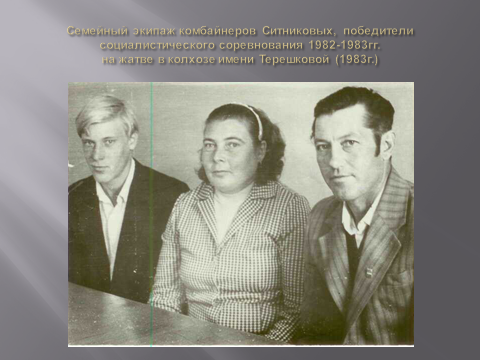 Семейный экипаж комбайнеров Ситниковых, победители
социалистического соревнования 1982-1983гг.
на жатве в колхозе имени Терешковой (1983г.)